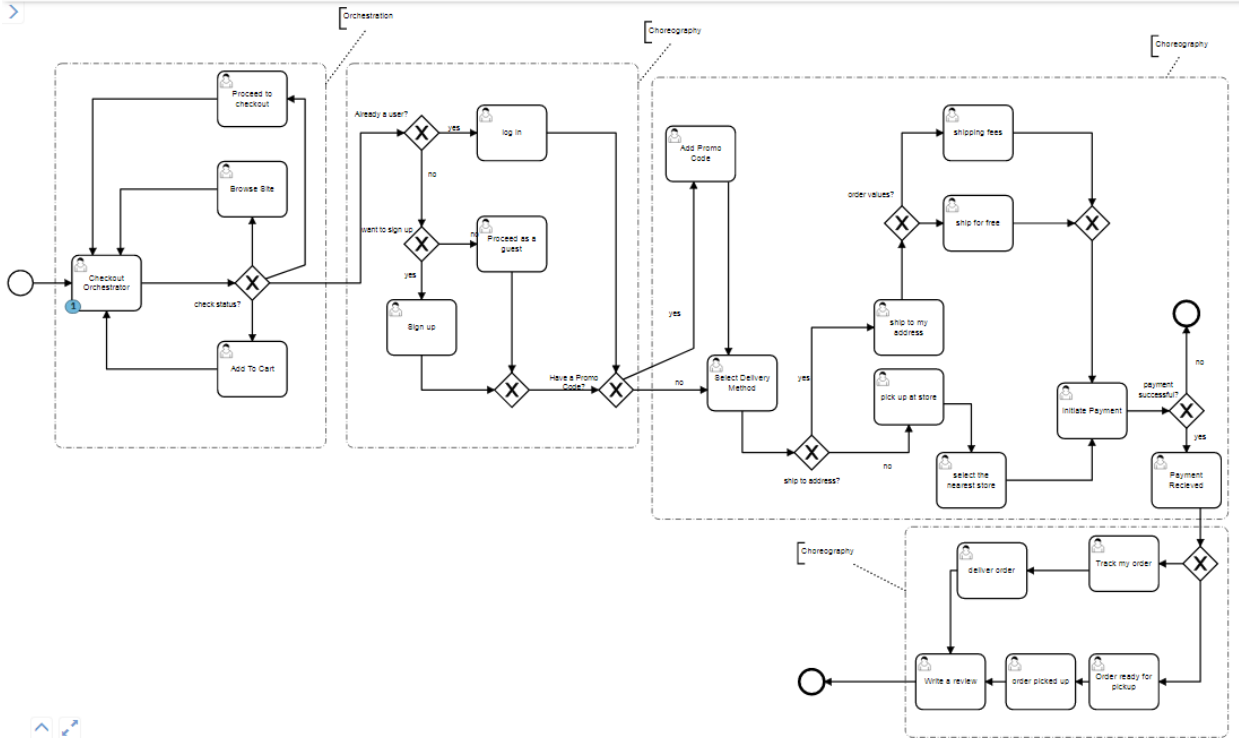 Orchestration
Choreography
Choreography
Proceed to
checkout
Browse Site
Checkout
Orchestrator
1
check status?
Add To Cart
Already a user?
yes
log in
no
want to sign up
no
Proceed as a
guest
yes
Sign up
Have a Promo
Code?
yes
no
Add Promo
Code
Select Delivery
Method
ship to address?
yes
no
ship to my
address
order values?
shipping fees
ship for free
pick up at store
select the
nearest store
Initiate Payment
payment
successful?
no
yes
Payment
Recieved
Choreography
Track my order
deliver order
Order ready for
pickup
order picked up
Write a review